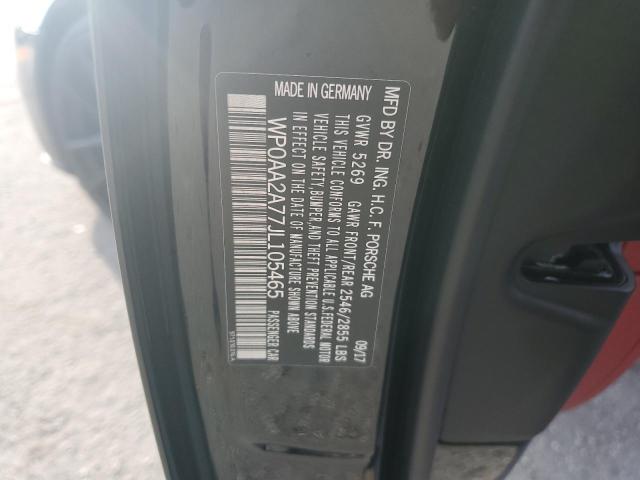 MFD BY DR. ING. H.C. F. PORSCHE AG 09/17
GVWR 5269 GAWR FRONT/REAR 2546/2855 LBS
THIS VEHICLE CONFORMS TO ALL APPLICABLE U.S. FEDERAL MOTOR
VEHICLE SAFETY, BUMPER, AND THEFT PREVENTION STANDARDS
IN EFFECT ON THE DATE OF MANUFACTURE SHOWN ABOVE
WP0AA2A77JL105465 PASSENGER CAR
MADE IN GERMANY